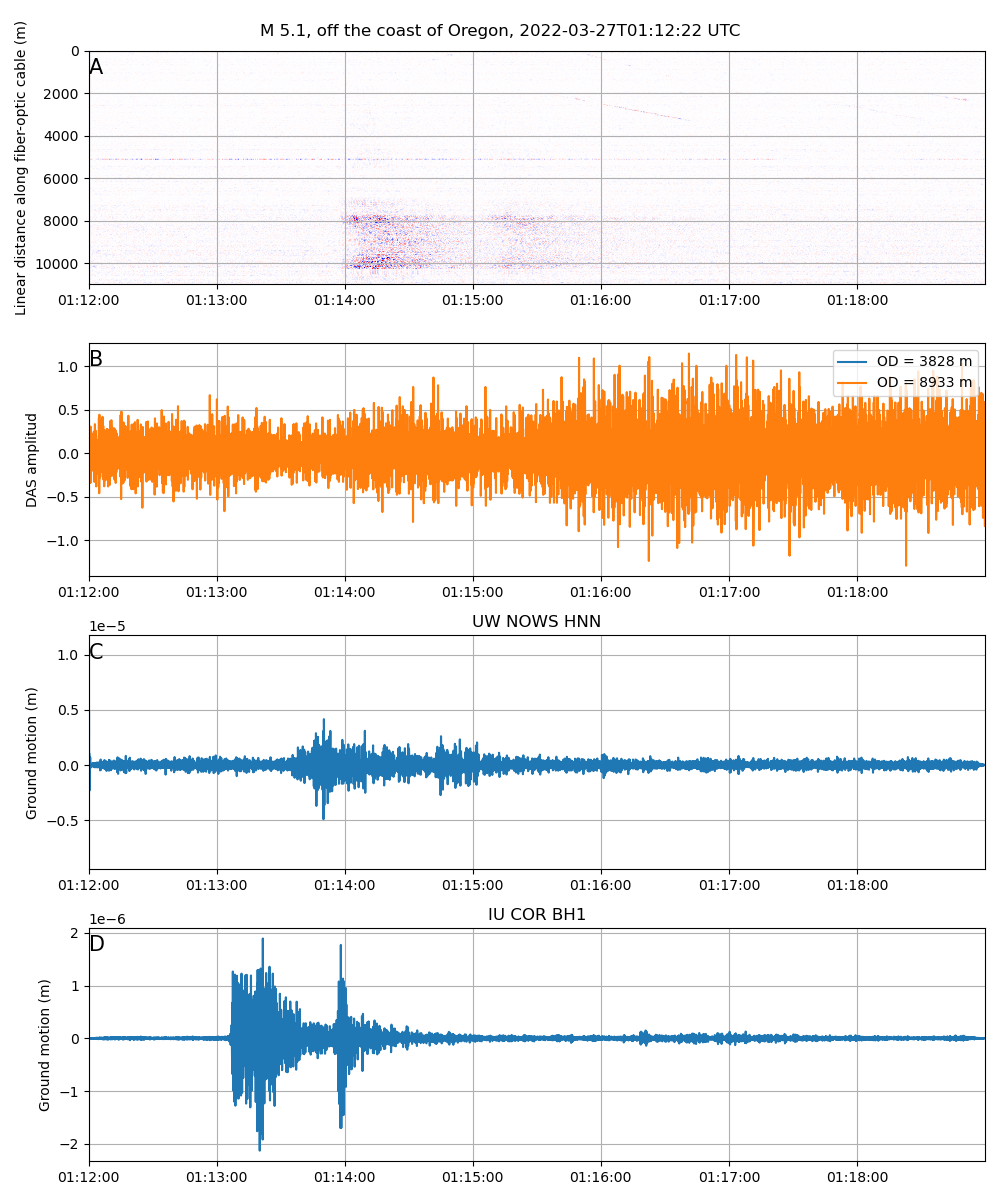 M 5.1, off the coast of Oregon, 2022-03-27T01:12:22 UTC
Linear distance along fiber-optic cable (m)
A
0
2000
4000
6000
8000
10000
01:12:00 01:13:00 01:14:00 01:15:00 01:16:00 01:17:00 01:18:00
DAS amplitud
B
OD = 3828 m
OD = 8933 m
1.0
0.5
0.0
−0.5
−1.0
01:12:00 01:13:00 01:14:00 01:15:00 01:16:00 01:17:00 01:18:00
UW NOWS HNN
1e−5
Ground motion (m)
C
1.0
0.5
0.0
−0.5
01:12:00 01:13:00 01:14:00 01:15:00 01:16:00 01:17:00 01:18:00
IU COR BH1
1e−6
Ground motion (m)
D
2
1
0
−1
−2
01:12:00 01:13:00 01:14:00 01:15:00 01:16:00 01:17:00 01:18:00